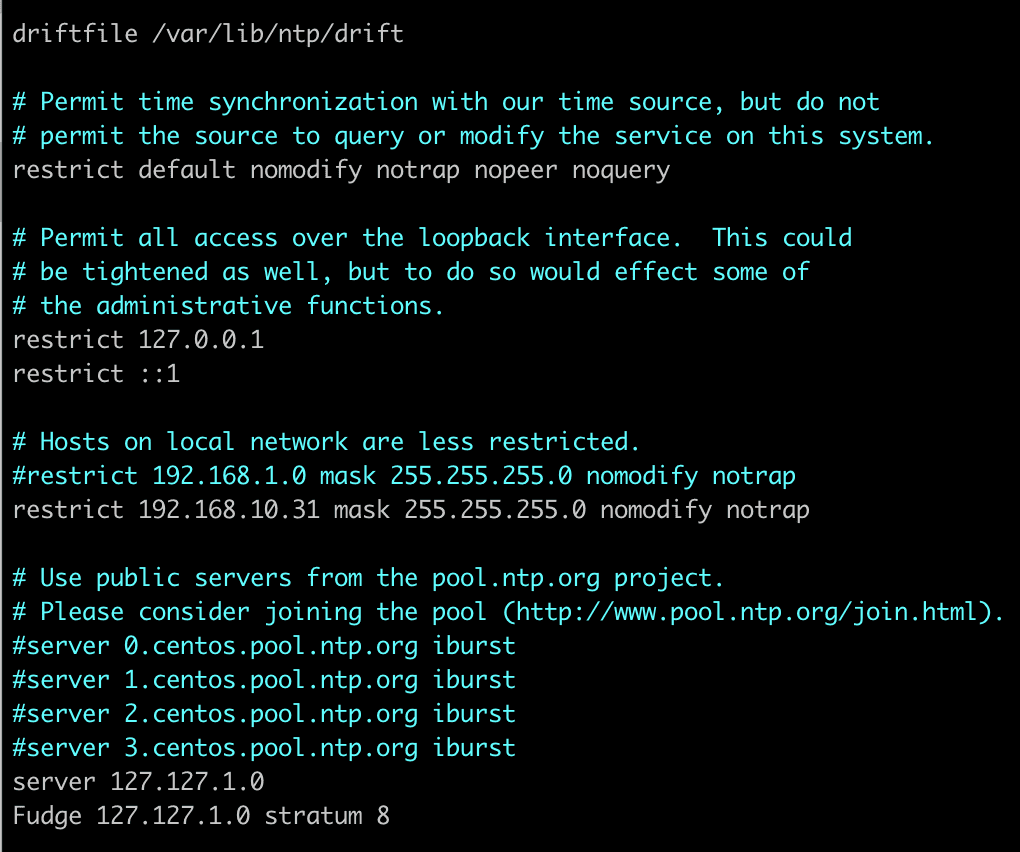 driftfile /var/lib/ntp/drift
# Permit time synchronization with our time source, but do not
# permit the source to query or modify the service on this system.
restrict default nomodify notrap nopeer noquery
# Permit all access over the loopback interface.  This could
# be tightened as well, but to do so would effect some of
# the administrative functions.
restrict 127.0.0.1
restrict ::1
# Hosts on local network are less restricted.
#restrict 192.168.1.0 mask 255.255.255.0 nomodify notrap
restrict 192.168.10.31 mask 255.255.255.0 nomodify notrap
# Use public servers from the pool.ntp.org project.
# Please consider joining the pool (http://www.pool.ntp.org/join.html).
#server 0.centos.pool.ntp.org iburst
#server 1.centos.pool.ntp.org iburst
#server 2.centos.pool.ntp.org iburst
#server 3.centos.pool.ntp.org iburst
server 127.127.1.0
Fudge 127.127.1.0 stratum 8